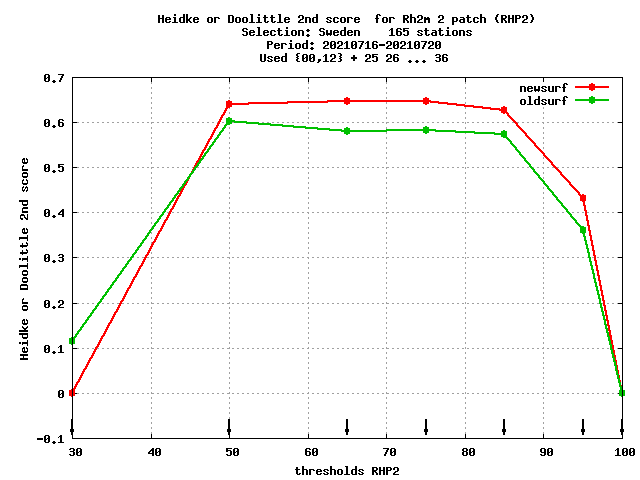 Heidke or Doolittle 2nd score  for Rh2m 2 patch (RHP2)
Selection: Sweden    165 stations
Period: 20210716-20210720
Used {00,12} + 25 26 ... 36
newsurf
oldsurf
0.7
0.6
0.5
0.4
0.3
0.2
0.1
0
-0.1
Heidke or Doolittle 2nd score
30 40 50 60 70 80 90 100
thresholds RHP2